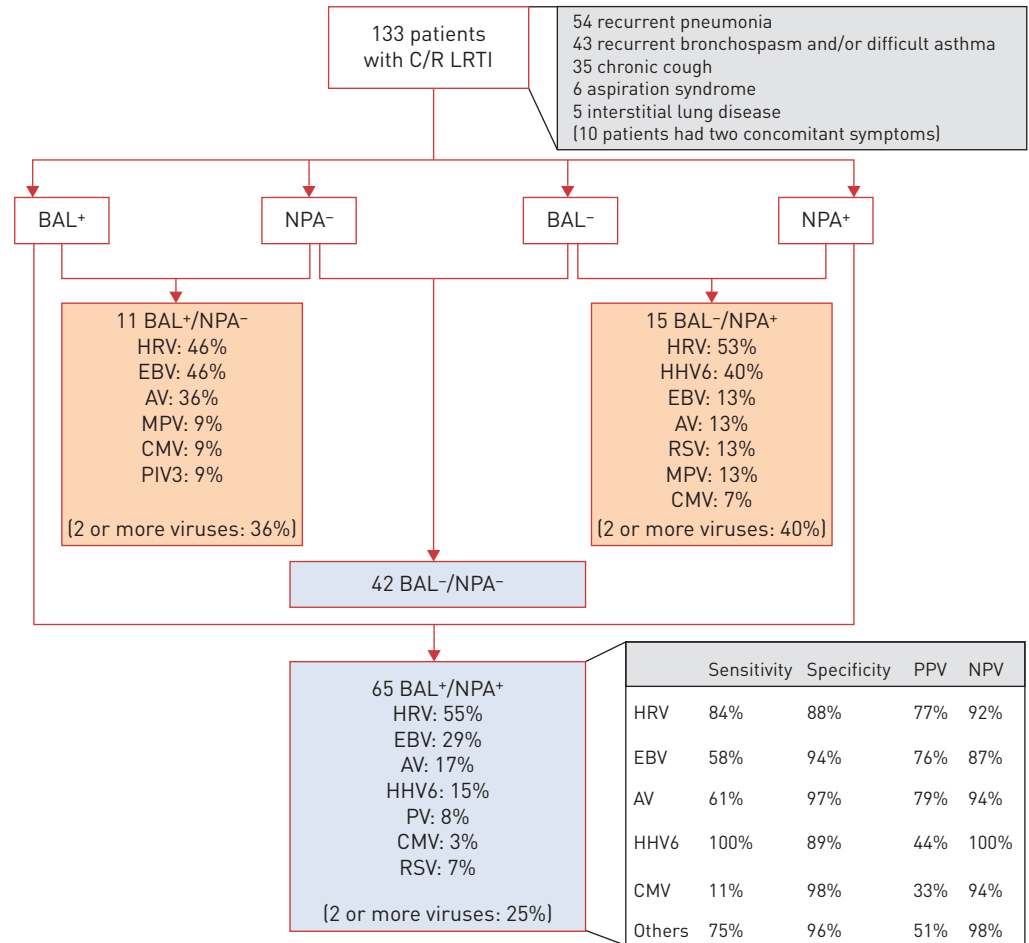 133 patients
with C/R LRTI
54 recurrent pneumonia
43 recurrent bronchospasm and/or difficult asthma
35 chronic cough
6 aspiration syndrome
5 interstitial lung disease
(10 patients had two concomitant symptoms)
BAL⁺
NPA⁻
BAL⁻
NPA⁺
11 BAL⁺/NPA⁻
HRV: 46%
EBV: 46%
AV: 36%
MPV: 9%
CMV: 9%
PIV3: 9%
(2 or more viruses: 36%)
15 BAL⁻/NPA⁺
HRV: 53%
HHV6: 40%
EBV: 13%
AV: 13%
RSV: 13%
MPV: 13%
CMV: 7%
(2 or more viruses: 40%)
42 BAL⁻/NPA⁻
65 BAL⁺/NPA⁺
HRV: 55%
EBV: 29%
AV: 17%
HHV6: 15%
PV: 8%
CMV: 3%
RSV: 7%
(2 or more viruses: 25%)
Sensitivity Specificity PPV NPV
HRV 84% 88% 77% 92%
EBV 58% 94% 76% 87%
AV 61% 97% 79% 94%
HHV6 100% 89% 44% 100%
CMV 11% 98% 33% 94%
Others 75% 96% 51% 98%